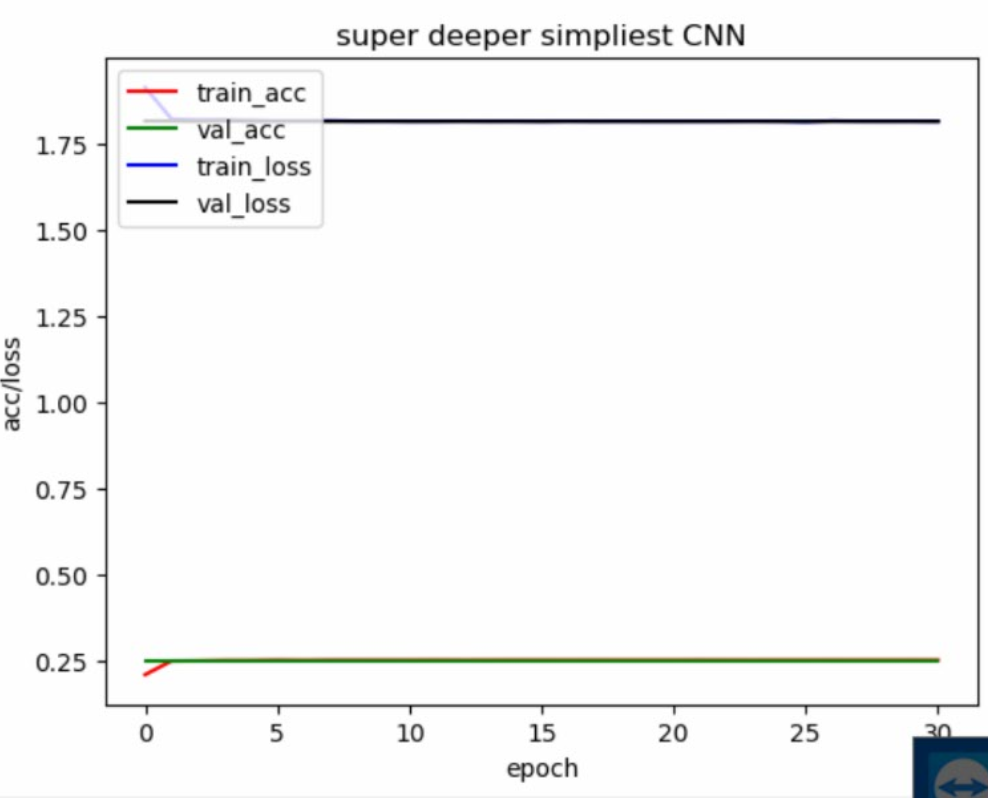 super deeper simpliest CNN
train_acc
val_acc
train_loss
val_loss
1.75
1.50
1.25
1.00
0.75
0.50
0.25
acc/loss
0 5 10 15 20 25 30
epoch